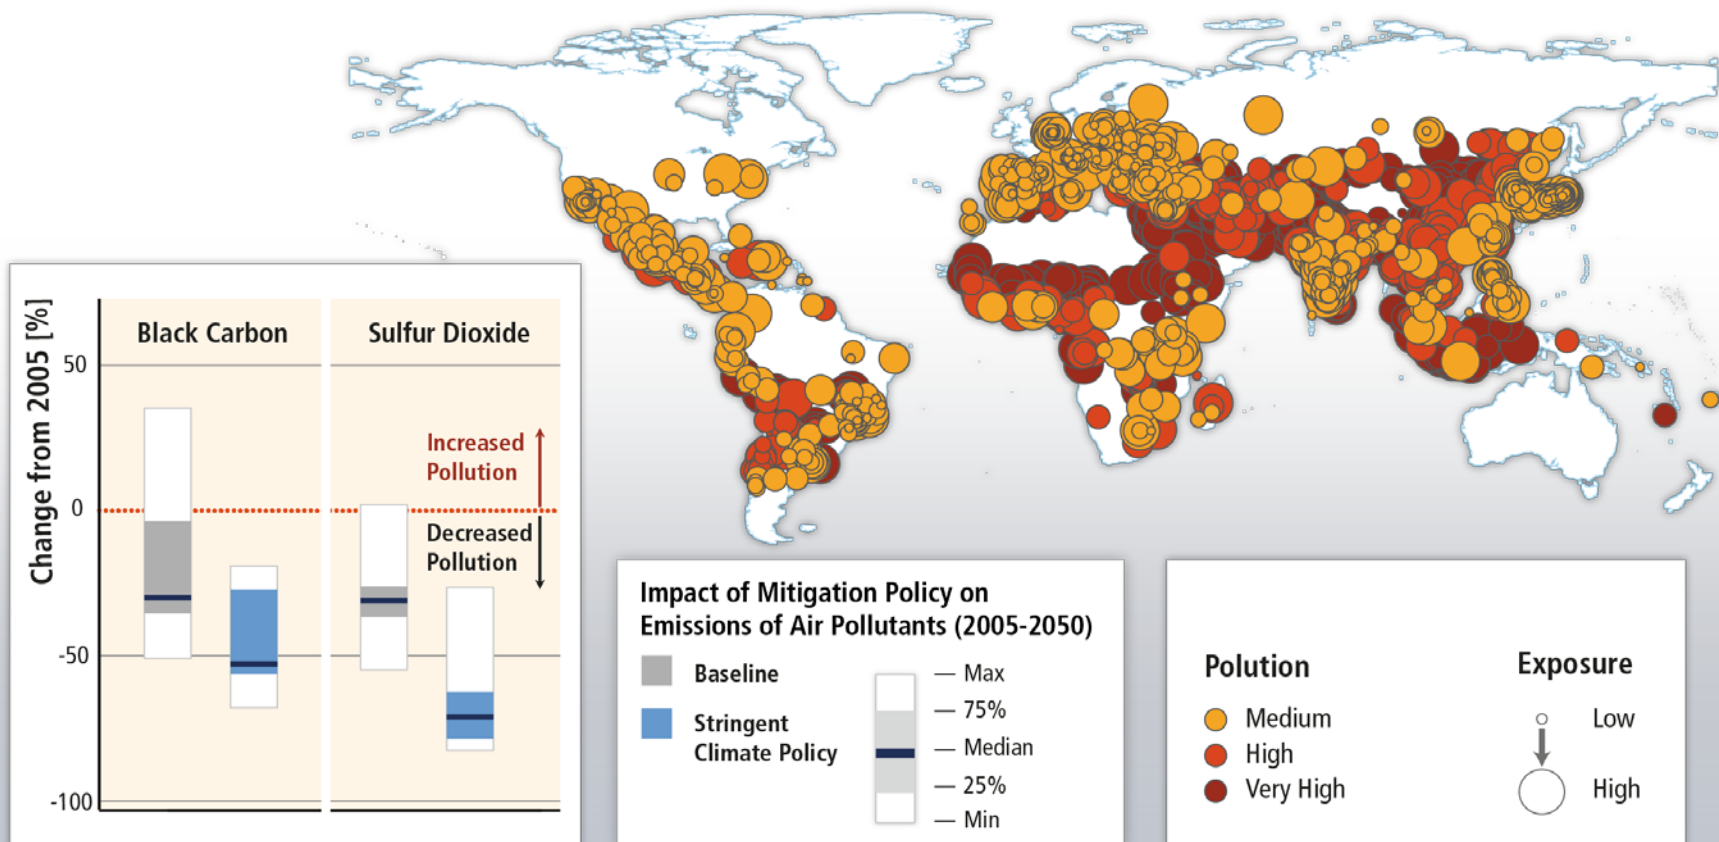 Change from 2005 [%]
Black Carbon
Sulfur Dioxide
50
0
-50
-100
Increased
Pollution
Decreased
Pollution
Impact of Mitigation Policy on
Emissions of Air Pollutants (2005-2050)
Baseline
Stringent
Climate Policy
Max
75%
Median
25%
Min
Polution
Medium
High
Very High
Exposure
Low
High